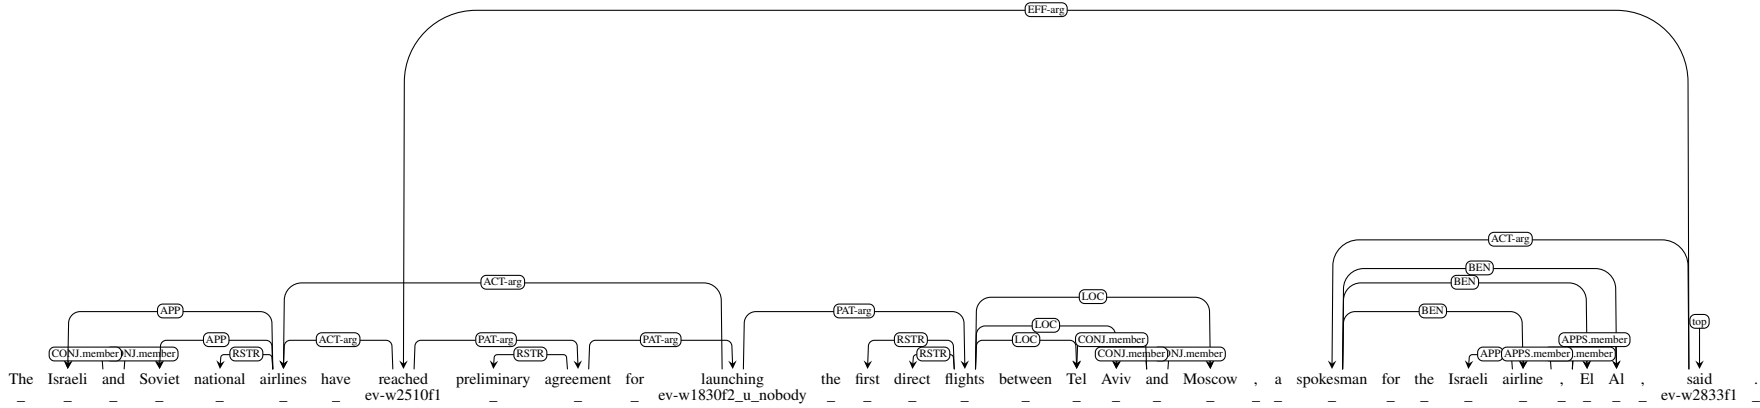 EFF-arg
ACT-arg
BEN
ACT-arg BEN
LOC
APP PAT-arg BEN
LOC top
APP ACT-arg PAT-arg PAT-arg RSTR LOC CONJ.member APPS.member
CONJ.member NJ.member RSTR RSTR RSTR CONJ.member NJ.member APP APPS.member .member
The Israeli and Soviet national airlines have reached preliminary agreement for launching the first direct flights between Tel Aviv and Moscow , a spokesman for the Israeli airline , El Al , said .
_ _ _ _ _ _ _ ev-w2510f1 _ _ _ ev-w1830f2_u_nobody _ _ _ _ _ _ _ _ _ _ _ _ _ _ _ _ _ _ _ _ ev-w2833f1 _